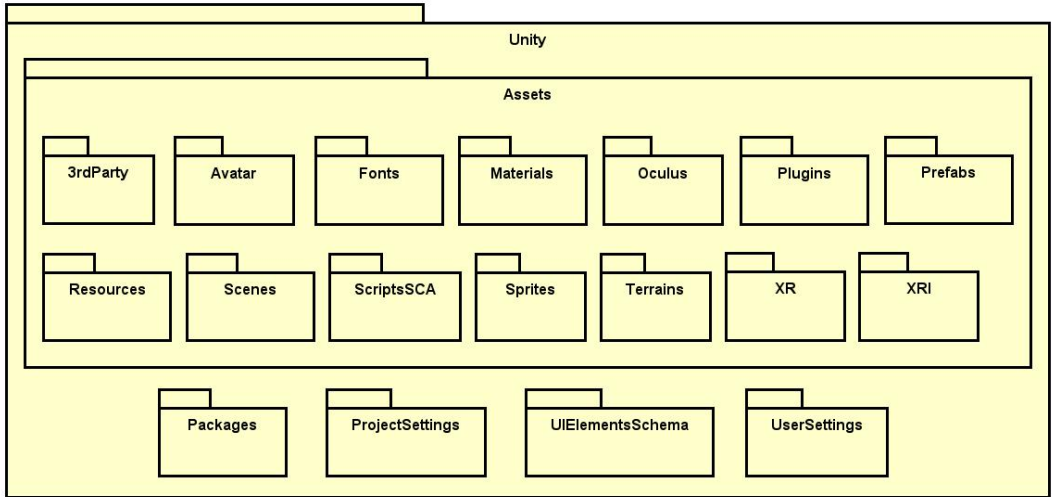 Unity
Assets
3rdParty Avatar Fonts Materials Oculus Plugins Prefabs
Resources Scenes ScriptsSCA Sprites Terrains XR XRI
Packages ProjectSettings UIElementsSchema UserSettings